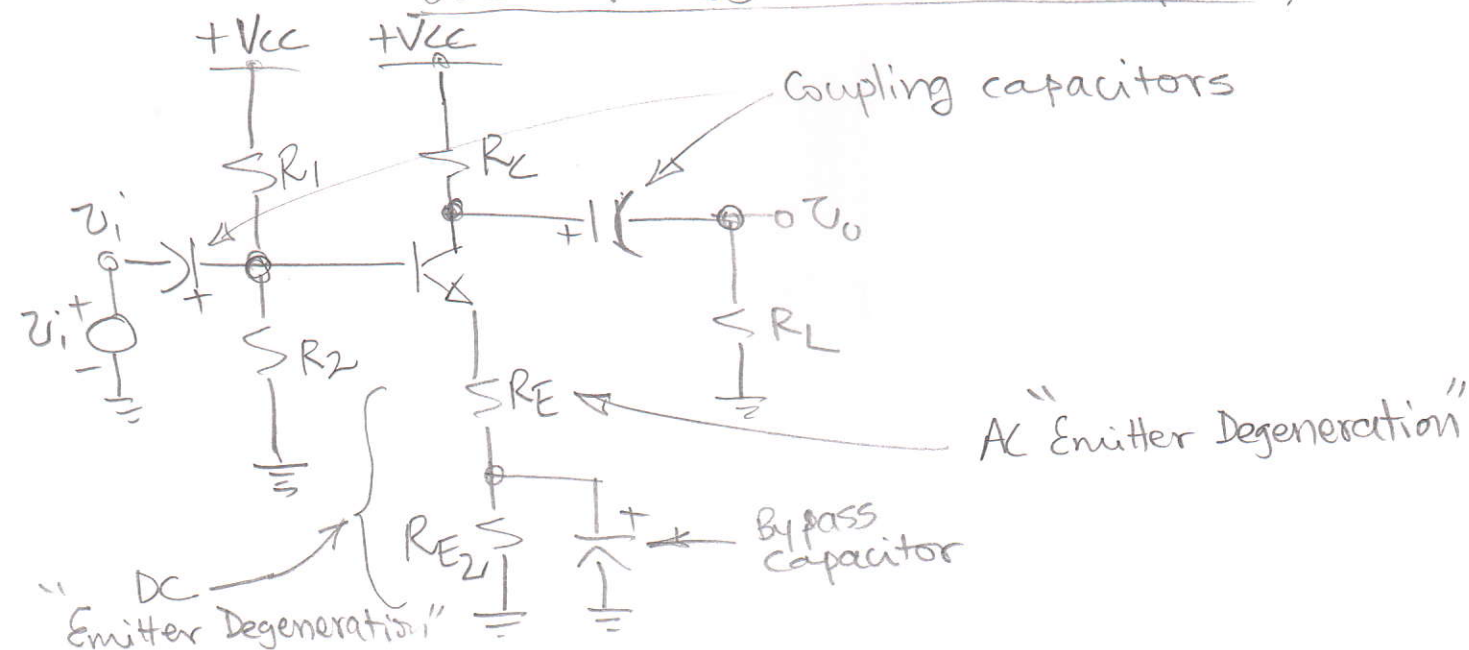 +VCC +VCC
Coupling capacitors
R1
RC
vi
+
+
vo
vi
+
-
R2
RL
RE
AC "Emitter Degeneration"
RE2
+
Bypass
Capacitor
"DC
Emitter Degeneration"